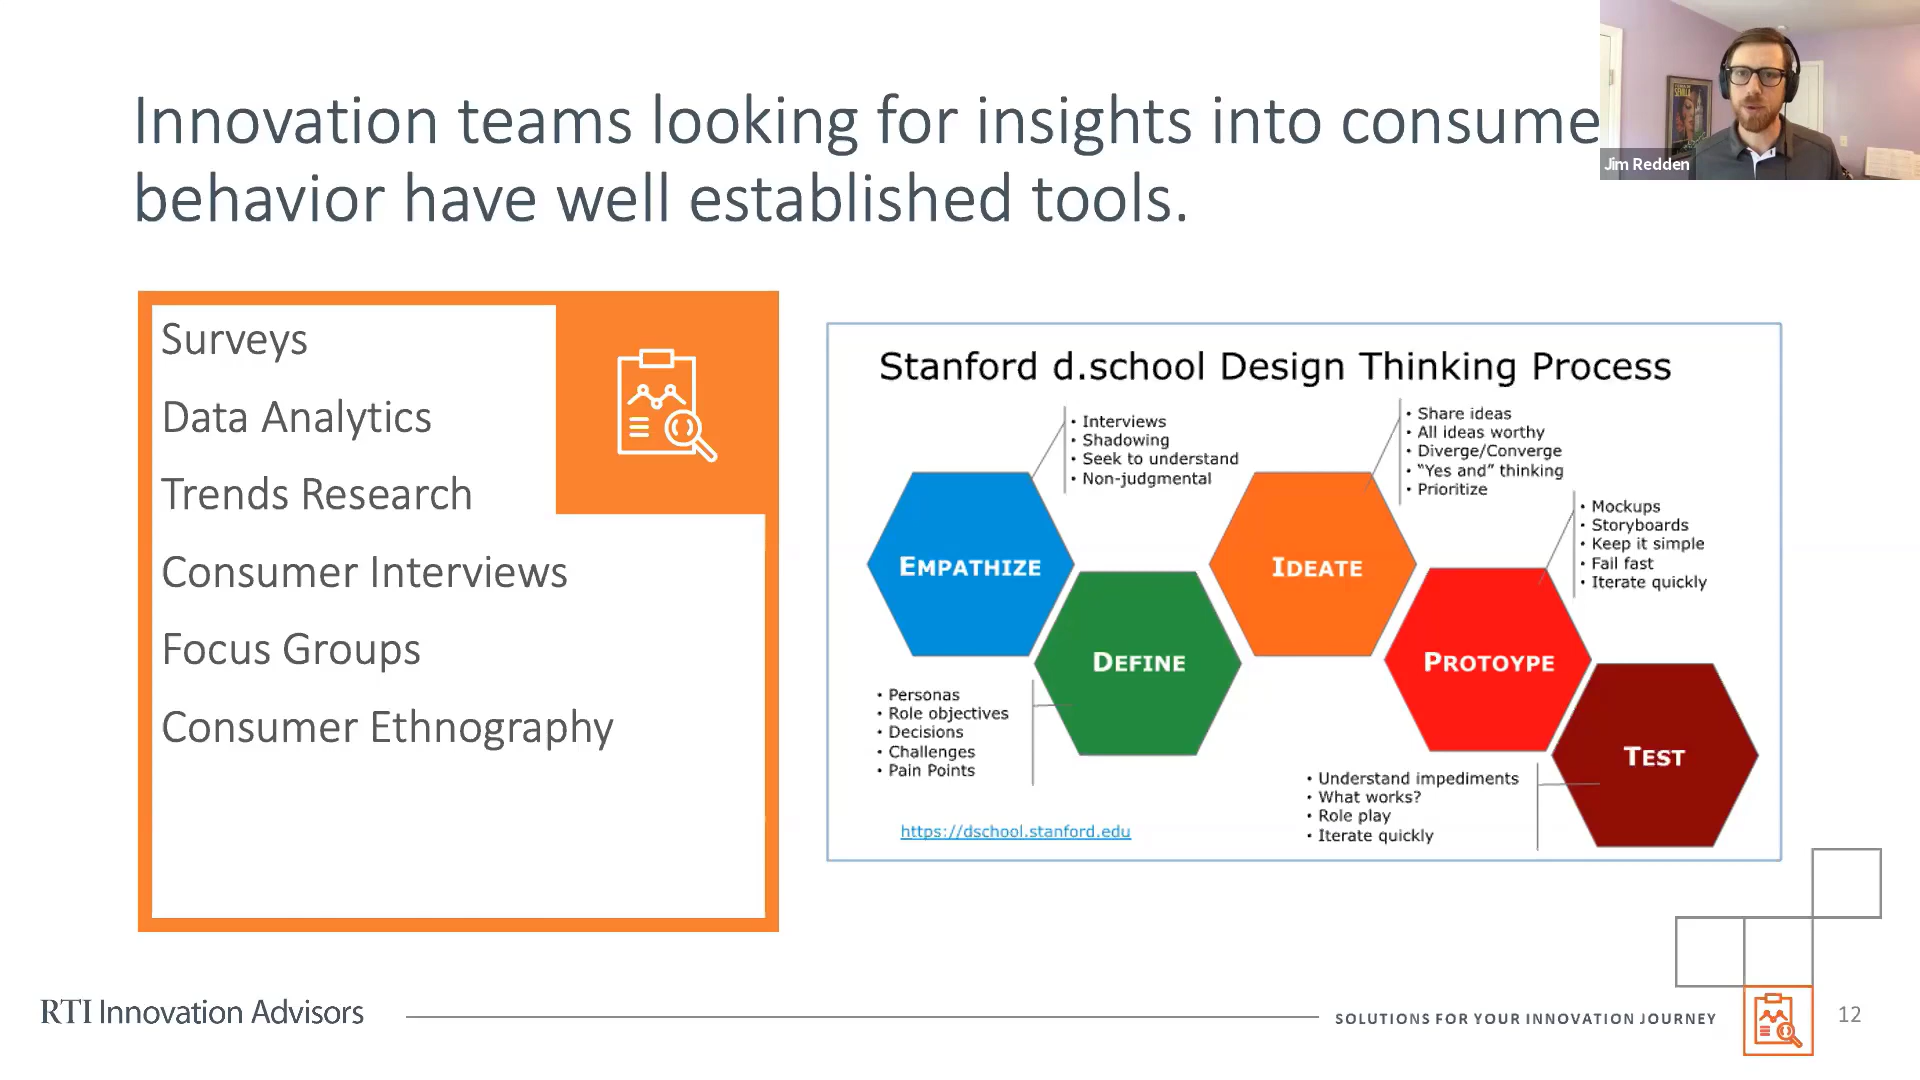 Innovation teams looking for insights into consume
behavior have well established tools.
Jim Redden
Surveys
Data Analytics
Trends Research
Consumer Interviews
Focus Groups
Consumer Ethnography
Stanford d.school Design Thinking Process
• Interviews
• Shadowing
• Seek to understand
• Non-judgmental
• Share ideas
• All ideas worthy
• Diverge/Converge
• “Yes and” thinking
• Prioritize
• Mockups
• Storyboards
• Keep it simple
• Fail fast
• Iterate quickly
EMPATHIZE
DEFINE
IDEATE
PROTOYPE
TEST
• Personas
• Role objectives
• Decisions
• Challenges
• Pain Points
• Understand impediments
• What works?
• Role play
• Iterate quickly
https://dschool.stanford.edu
RTI Innovation Advisors
SOLUTIONS FOR YOUR INNOVATION JOURNEY
12